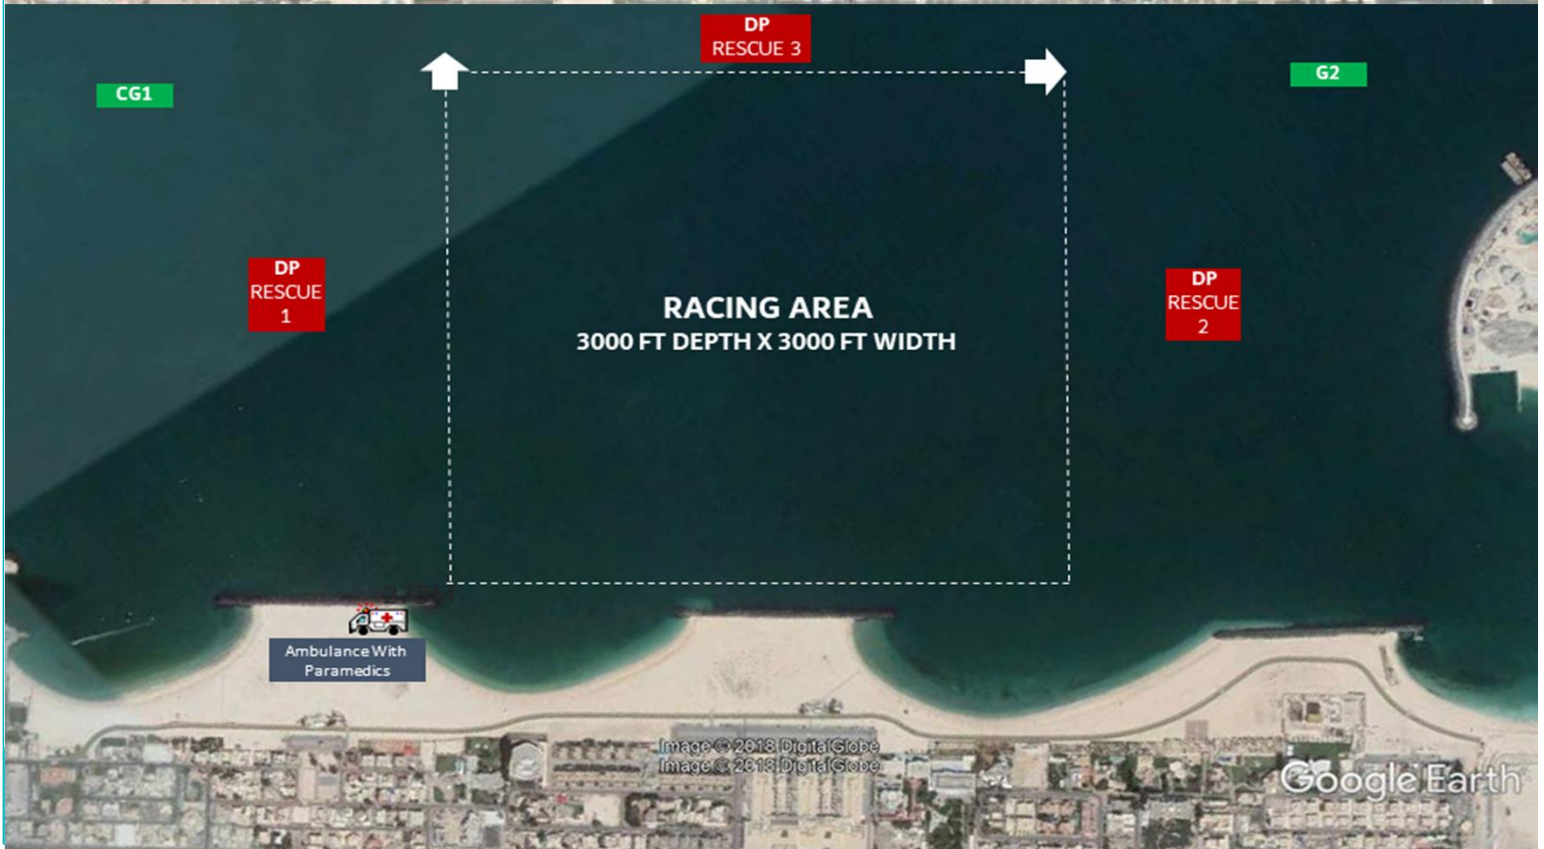 DP
RESCUE 3
G2
CG1
DP
RESCUE
1
DP
RESCUE
2
RACING AREA
3000 FT DEPTH X 3000 FT WIDTH
Ambulance With
Paramedics
Image © 2018 DigitalGlobe
Image © 2018 DigitalGlobe
Google Earth